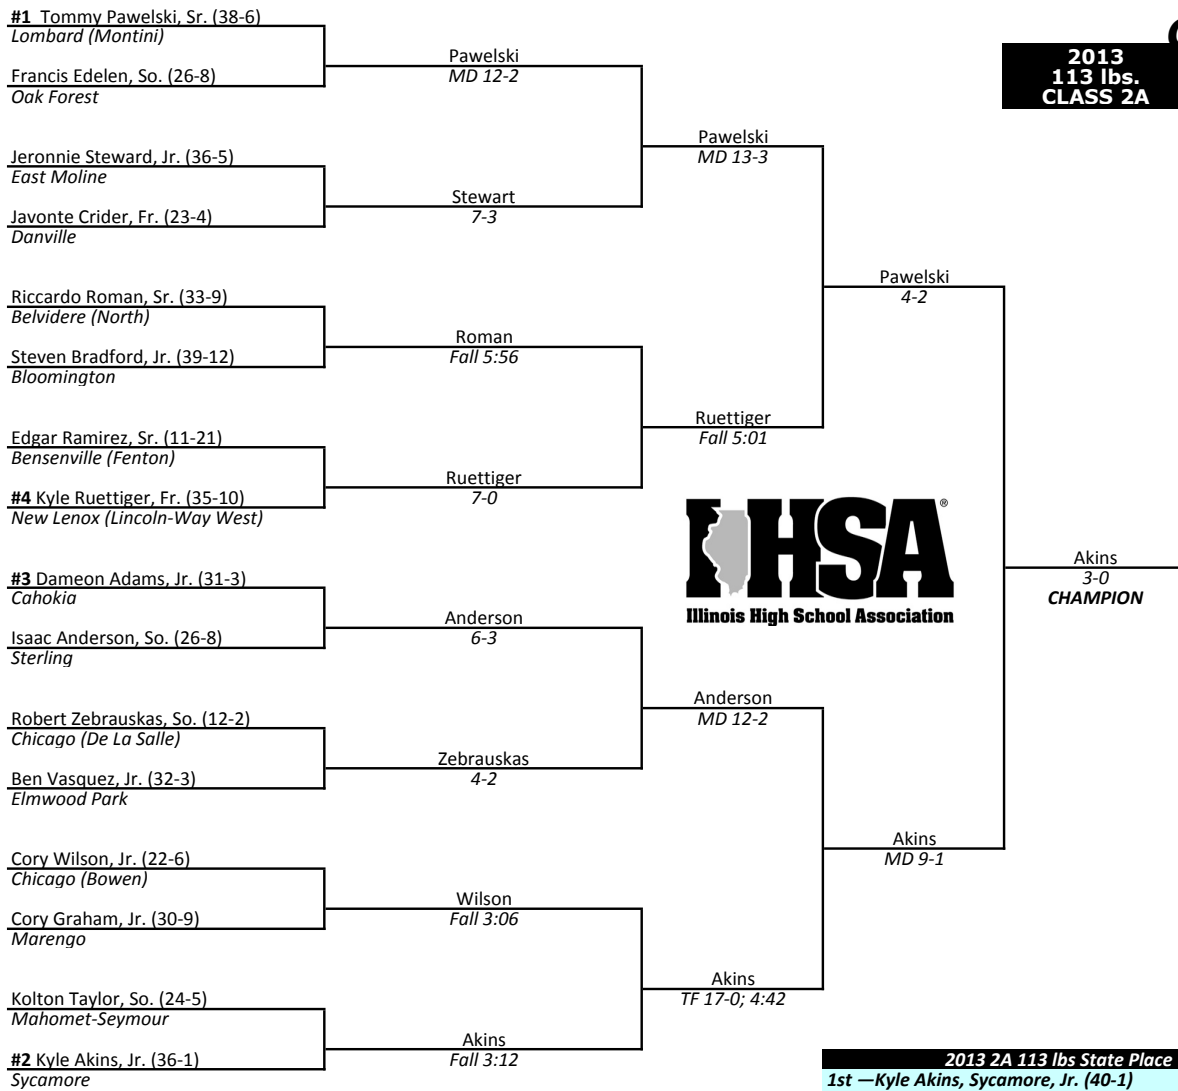 #1 Tommy Pawelski, Sr. (38-6)
Lombard (Montini)
Francis Edelen, So. (26-8)
Oak Forest
Jeronnie Steward, Jr. (36-5)
East Moline
Javonte Crider, Fr. (23-4)
Danville
Riccardo Roman, Sr. (33-9)
Belvidere (North)
Steven Bradford, Jr. (39-12)
Bloomington
Edgar Ramirez, Sr. (11-21)
Bensenville (Fenton)
#4 Kyle Ruettiger, Fr. (35-10)
New Lenox (Lincoln-Way West)
#3 Dameon Adams, Jr. (31-3)
Cahokia
Isaac Anderson, So. (26-8)
Sterling
Robert Zebrauskas, So. (12-2)
Chicago (De La Salle)
Ben Vasquez, Jr. (32-3)
Elmwood Park
Cory Wilson, Jr. (22-6)
Chicago (Bowen)
Cory Graham, Jr. (30-9)
Marengo
Kolton Taylor, So. (24-5)
Mahomet-Seymour
#2 Kyle Akins, Jr. (36-1)
Sycamore
Pawelski
MD 12-2
Stewart
7-3
Roman
Fall 5:56
Ruettiger
7-0
Anderson
6-3
Zebrauskas
4-2
Wilson
Fall 3:06
Akins
Fall 3:12
Pawelski
MD 13-3
Ruettiger
Fall 5:01
Anderson
MD 12-2
Akins
TF 17-0; 4:42
Pawelski
4-2
Akins
MD 9-1
Akins
3-0
CHAMPION
2013
113 lbs.
CLASS 2A
IHSA®
Illinois High School Association
2013 2A 113 lbs State Place
1st —Kyle Akins, Sycamore, Jr. (40-1)